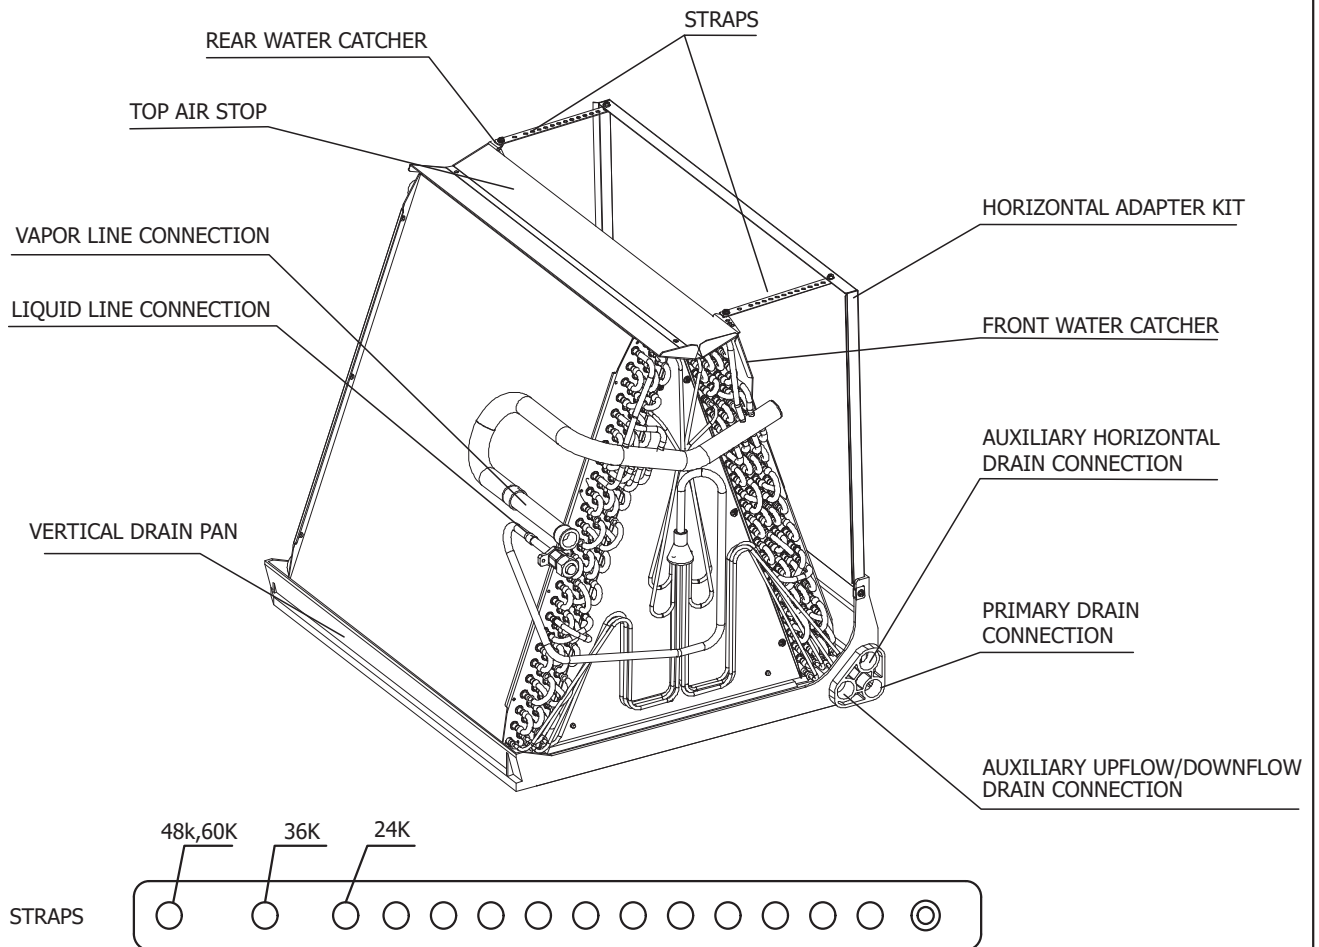 STRAPS
REAR WATER CATCHER
TOP AIR STOP
HORIZONTAL ADAPTER KIT
VAPOR LINE CONNECTION
LIQUID LINE CONNECTION
FRONT WATER CATCHER
AUXILIARY HORIZONTAL
DRAIN CONNECTION
VERTICAL DRAIN PAN
PRIMARY DRAIN
CONNECTION
AUXILIARY UPFLOW/DOWNFLOW
DRAIN CONNECTION
48k,60K
36K
24K
STRAPS